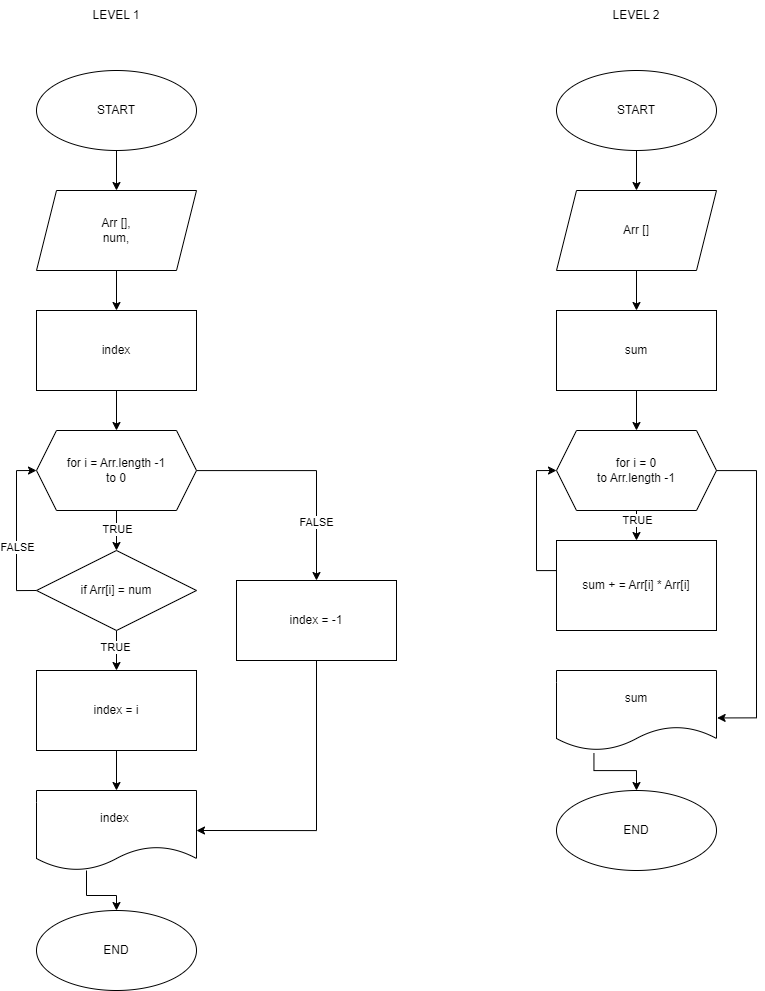 LEVEL 1
START
Arr [],
num,
index
for i = Arr.length -1
to 0
TRUE
FALSE
FALSE
if Arr[i] = num
TRUE
index = -1
index = i
index
END
LEVEL 2
START
Arr []
sum
for i = 0
to Arr.length -1
TRUE
sum + = Arr[i] * Arr[i]
sum
END